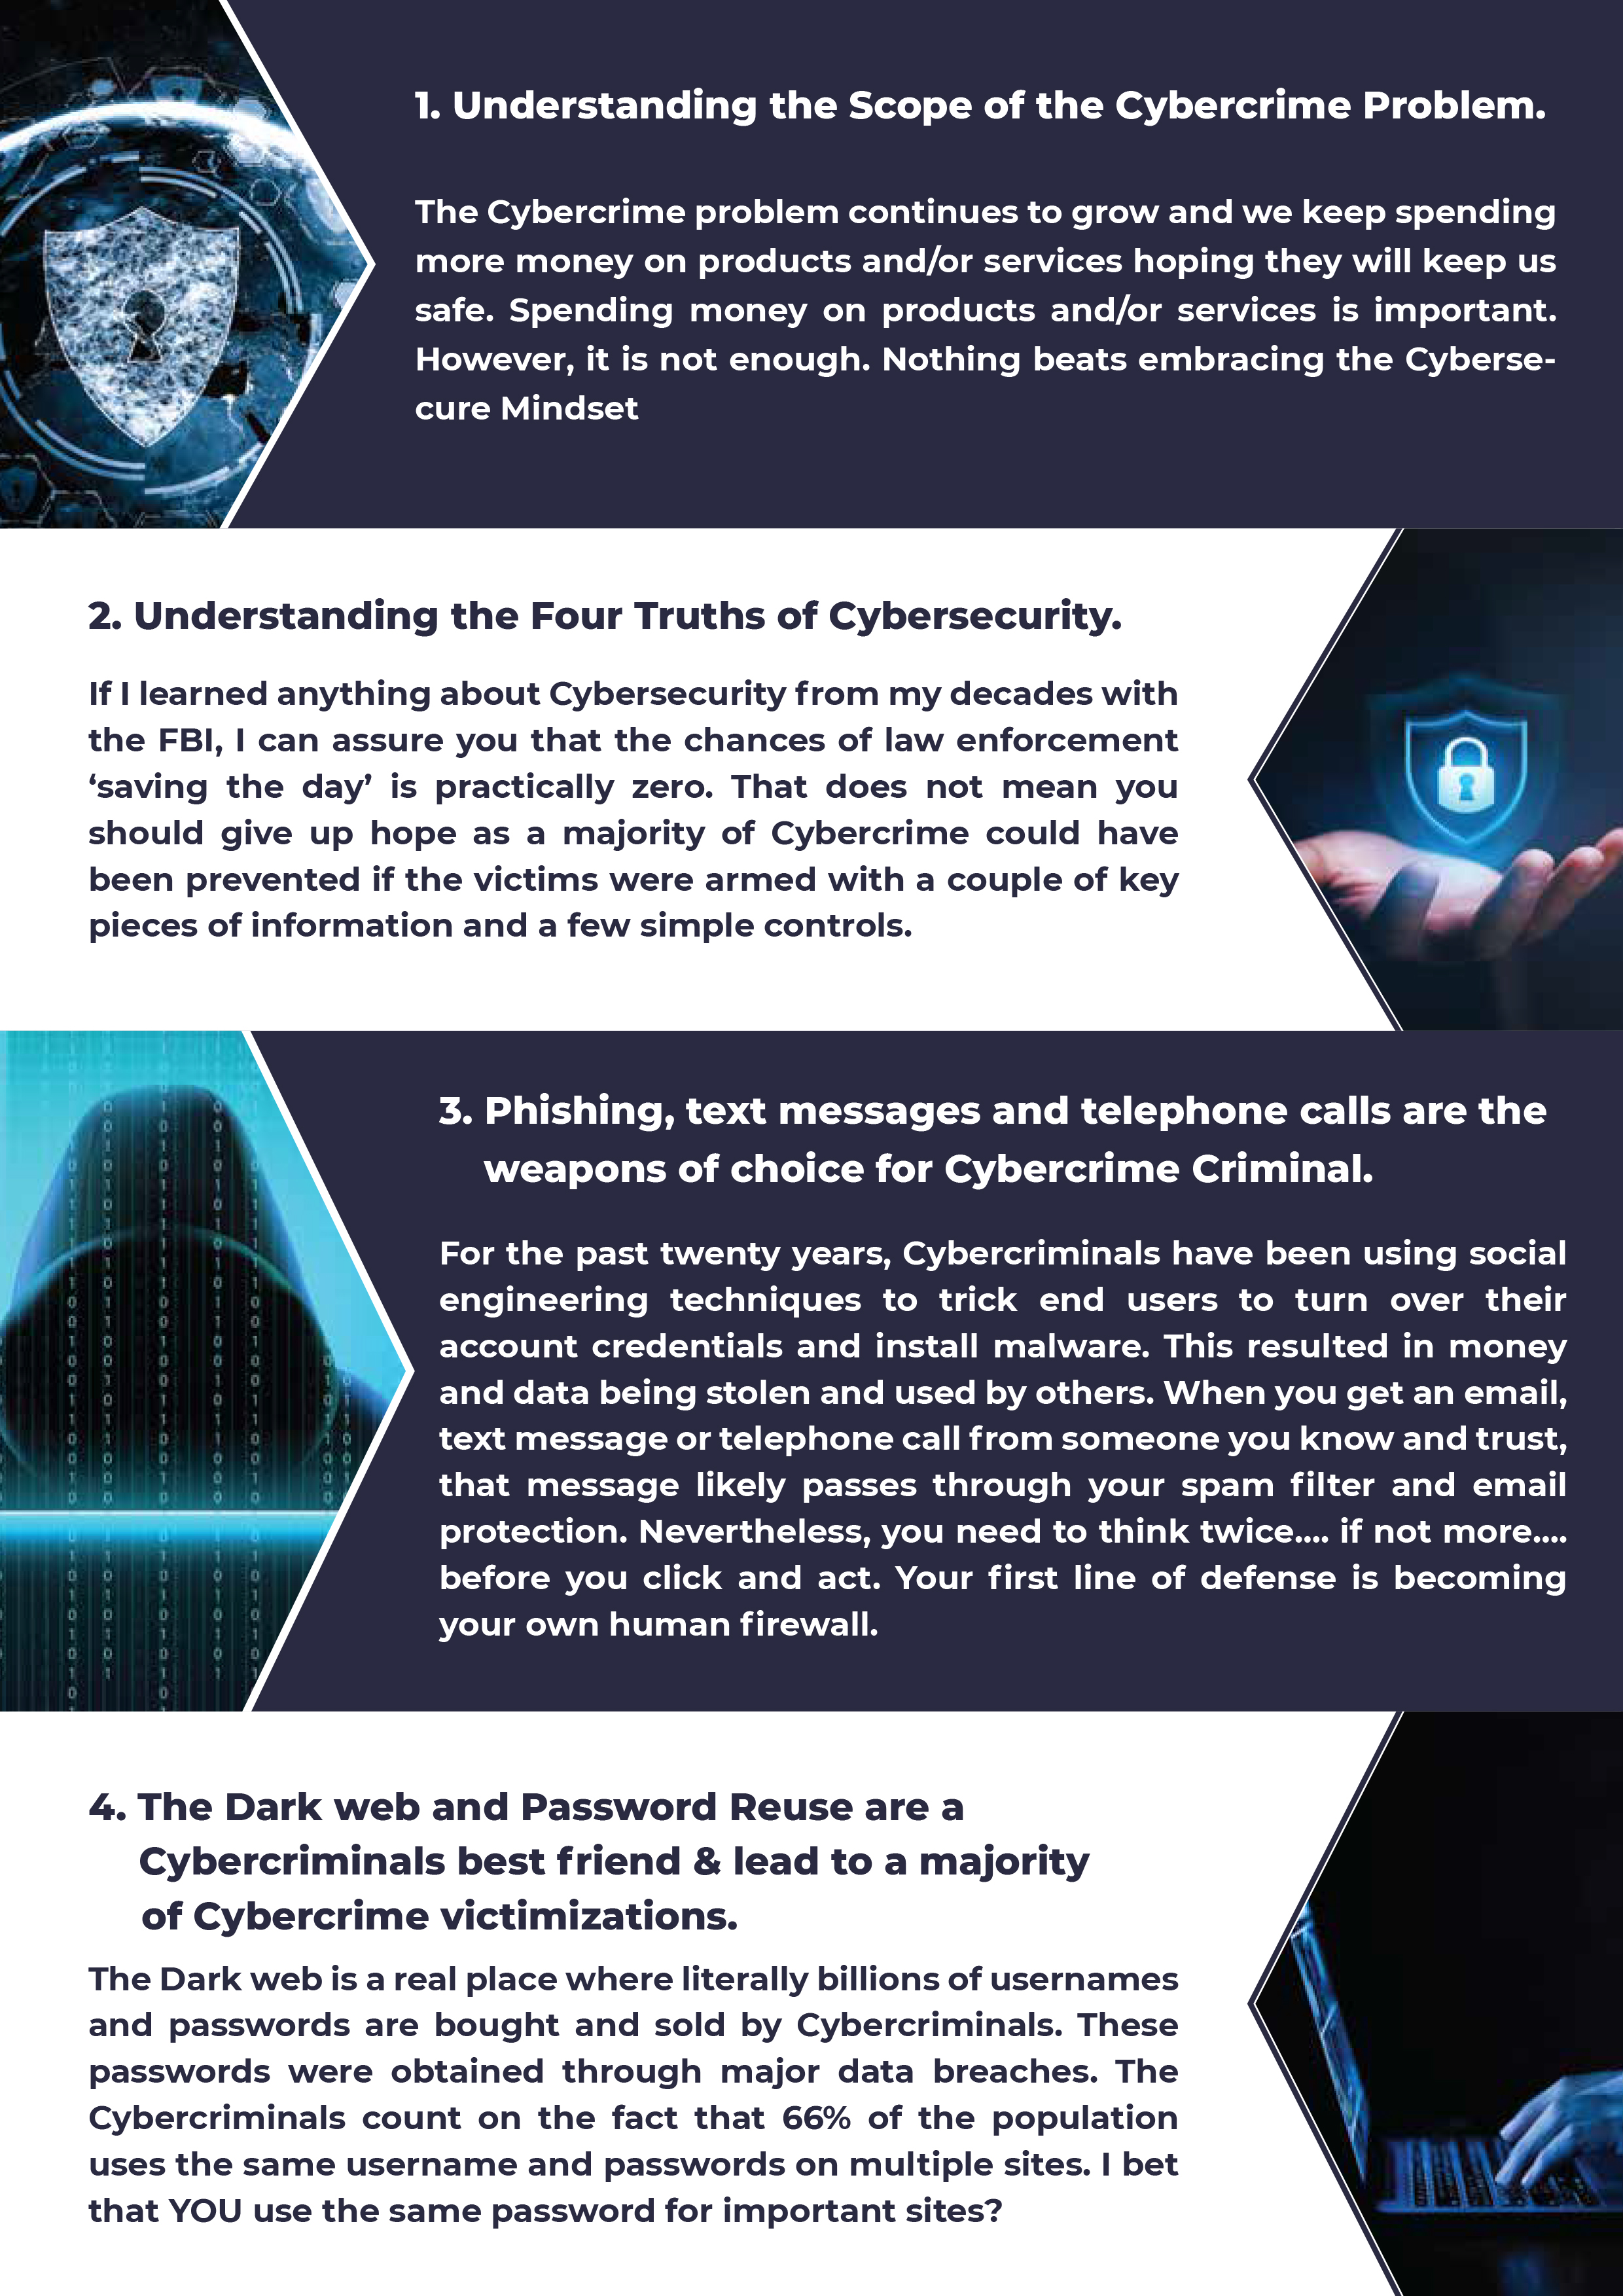 1. Understanding the Scope of the Cybercrime Problem.
The Cybercrime problem continues to grow and we keep spending
more money on products and/or services hoping they will keep us
safe. Spending money on products and/or services is important.
However, it is not enough. Nothing beats embracing the Cyberse-
cure Mindset
2. Understanding the Four Truths of Cybersecurity.
If I learned anything about Cybersecurity from my decades with
the FBI, I can assure you that the chances of law enforcement
‘saving the day’ is practically zero. That does not mean you
should give up hope as a majority of Cybercrime could have
been prevented if the victims were armed with a couple of key
pieces of information and a few simple controls.
3. Phishing, text messages and telephone calls are the
weapons of choice for Cybercrime Criminal.
For the past twenty years, Cybercriminals have been using social
engineering techniques to trick end users to turn over their
account credentials and install malware. This resulted in money
and data being stolen and used by others. When you get an email,
text message or telephone call from someone you know and trust,
that message likely passes through your spam filter and email
protection. Nevertheless, you need to think twice.... if not more....
before you click and act. Your first line of defense is becoming
your own human firewall.
4. The Dark web and Password Reuse are a
Cybercriminals best friend & lead to a majority
of Cybercrime victimizations.
The Dark web is a real place where literally billions of usernames
and passwords are bought and sold by Cybercriminals. These
passwords were obtained through major data breaches. The
Cybercriminals count on the fact that 66% of the population
uses the same username and passwords on multiple sites. I bet
that YOU use the same password for important sites?